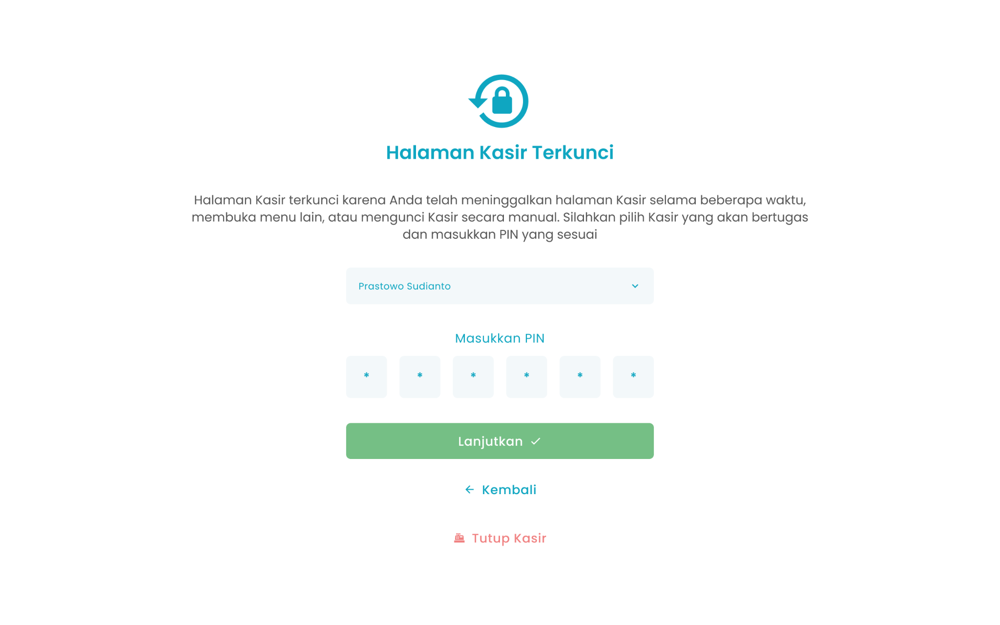 Halaman Kasir Terkunci
Halaman Kasir terkunci karena Anda telah meninggalkan halaman Kasir selama beberapa waktu,
membuka menu lain, atau mengunci Kasir secara manual. Silahkan pilih Kasir yang akan bertugas
dan masukkan PIN yang sesuai
Prastowo Sudianto
Masukkan PIN
* * * * * *
Lanjutkan
Kembali
Tutup Kasir